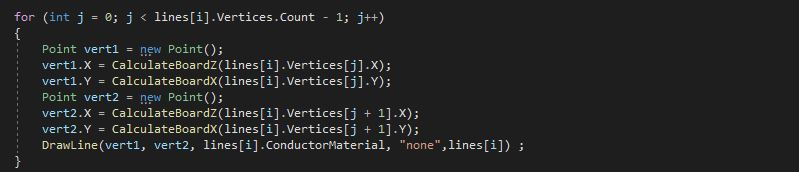 for (int j = 0; j < lines[i].Vertices.Count - 1; j++)
{
Point vert1 = new Point();
vert1.X = CalculateBoardZ(lines[i].Vertices[j].X);
vert1.Y = CalculateBoardX(lines[i].Vertices[j].Y);
Point vert2 = new Point();
vert2.X = CalculateBoardZ(lines[i].Vertices[j + 1].X);
vert2.Y = CalculateBoardX(lines[i].Vertices[j + 1].Y);
DrawLine(vert1, vert2, lines[i].ConductorMaterial, "none",lines[i]) ;
}